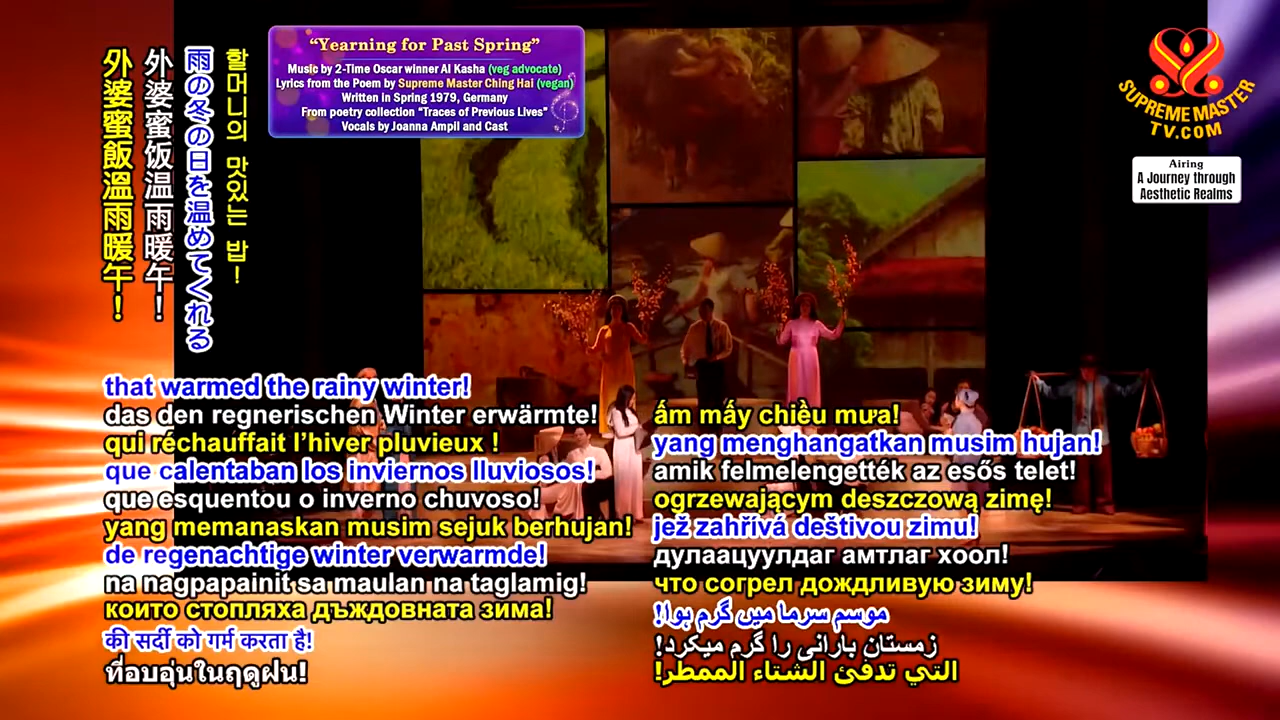 外婆蜜飯溫雨暖午！
外婆蜜饭温雨暖午！
雨の冬の日を温めてくれる
할머니의 맛있는 밥！
“Yearning for Past Spring”
Music by 2-Time Oscar winner Al Kasha (veg advocate)
Lyrics from the Poem by Supreme Master Ching Hai (vegan)
Written in Spring 1979, Germany
From poetry collection “Traces of Previous Lives”
Vocals by Joanna Ampil and Cast
SUPREME MASTER
TV.COM
Airing
A Journey through
Aesthetic Realms
that warmed the rainy winter!
das den regnerischen Winter erwärmte!
qui réchauffait l’hiver pluvieux !
que calentaban los inviernos lluviosos!
que esquentou o inverno chuvoso!
yang memanaskan musim sejuk berhujan!
de regenachtige winter verwarmde!
na nagpapainit sa maulan na taglamig!
които стопляха дъждовната зима!
की सर्दी को गर्म करता है!
ที่อบอุ่นในฤดูฝน!
ấm mấy chiều mưa!
yang menghangatkan musim hujan!
amik felmelengették az esős telet!
ogrzewającym deszczową zimę!
jež zahřívá deštivou zimu!
дулаацуулдаг амтлаг хоол!
что согрел дождливую зиму!
موسم سرما میں گرم ہوا!
زمستان بارانی را گرم میکرد!
التي تدفئ الشتاء الممطر!